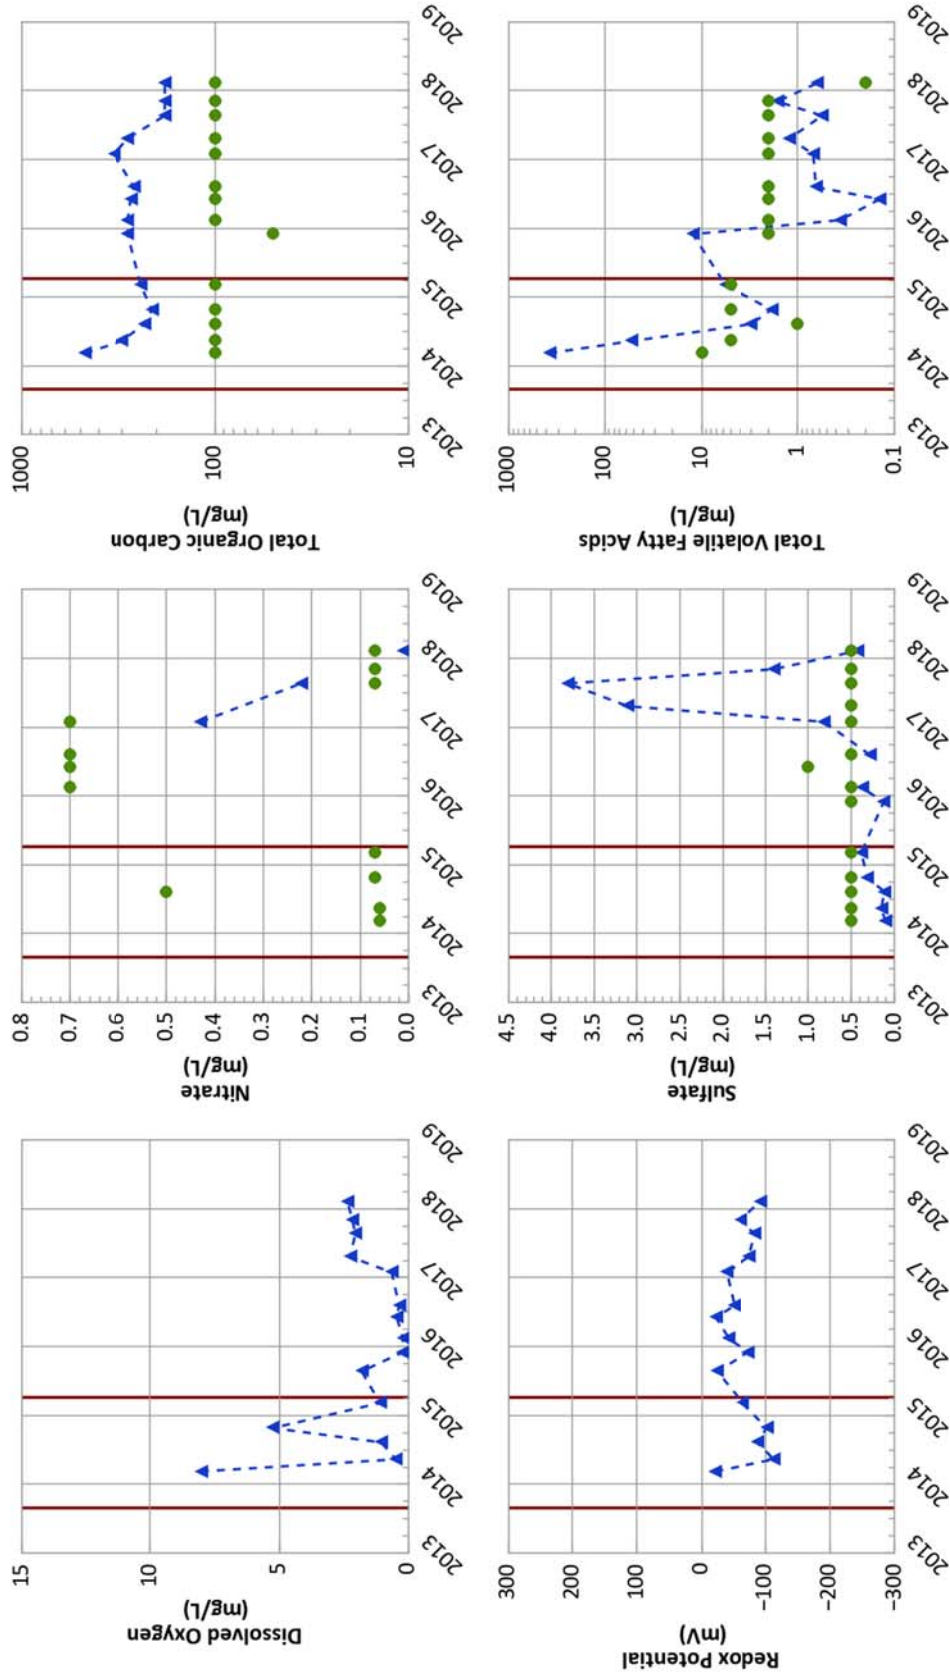 Dissolved Oxygen
(mg/L)
15
10
5
0
2013 2014 2015 2016 2017 2018 2019
Nitrate
(mg/L)
0.8
0.7
0.6
0.5
0.4
0.3
0.2
0.1
0.0
2013 2014 2015 2016 2017 2018 2019
Total Organic Carbon
(mg/L)
1000
100
10
2013 2014 2015 2016 2017 2018 2019
Redox Potential
(mV)
300
200
100
0
−100
−200
−300
2013 2014 2015 2016 2017 2018 2019
Sulfate
(mg/L)
4.5
4.0
3.5
3.0
2.5
2.0
1.5
1.0
0.5
0.0
2013 2014 2015 2016 2017 2018 2019
Total Volatile Fatty Acids
(mg/L)
1000
100
10
1
0.1
2013 2014 2015 2016 2017 2018 2019